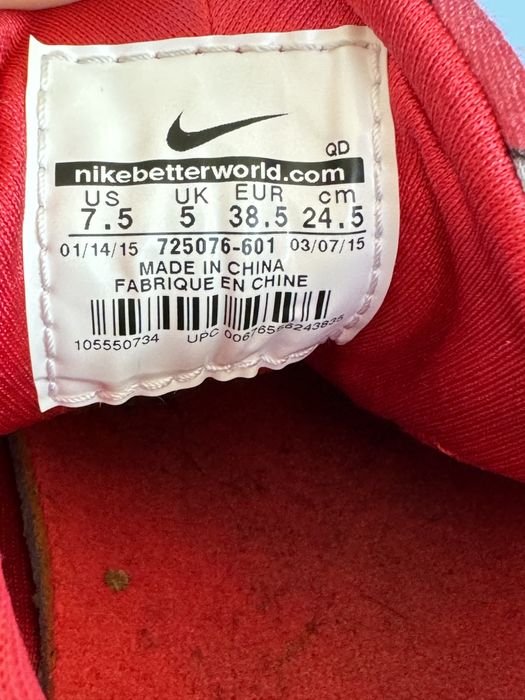 QD
nikebetterworld.com
US UK EUR cm
7.5 5 38.5 24.5
01/14/15 725076-601 03/07/15
MADE IN CHINA
FABRIQUE EN CHINE
105550734 UPC